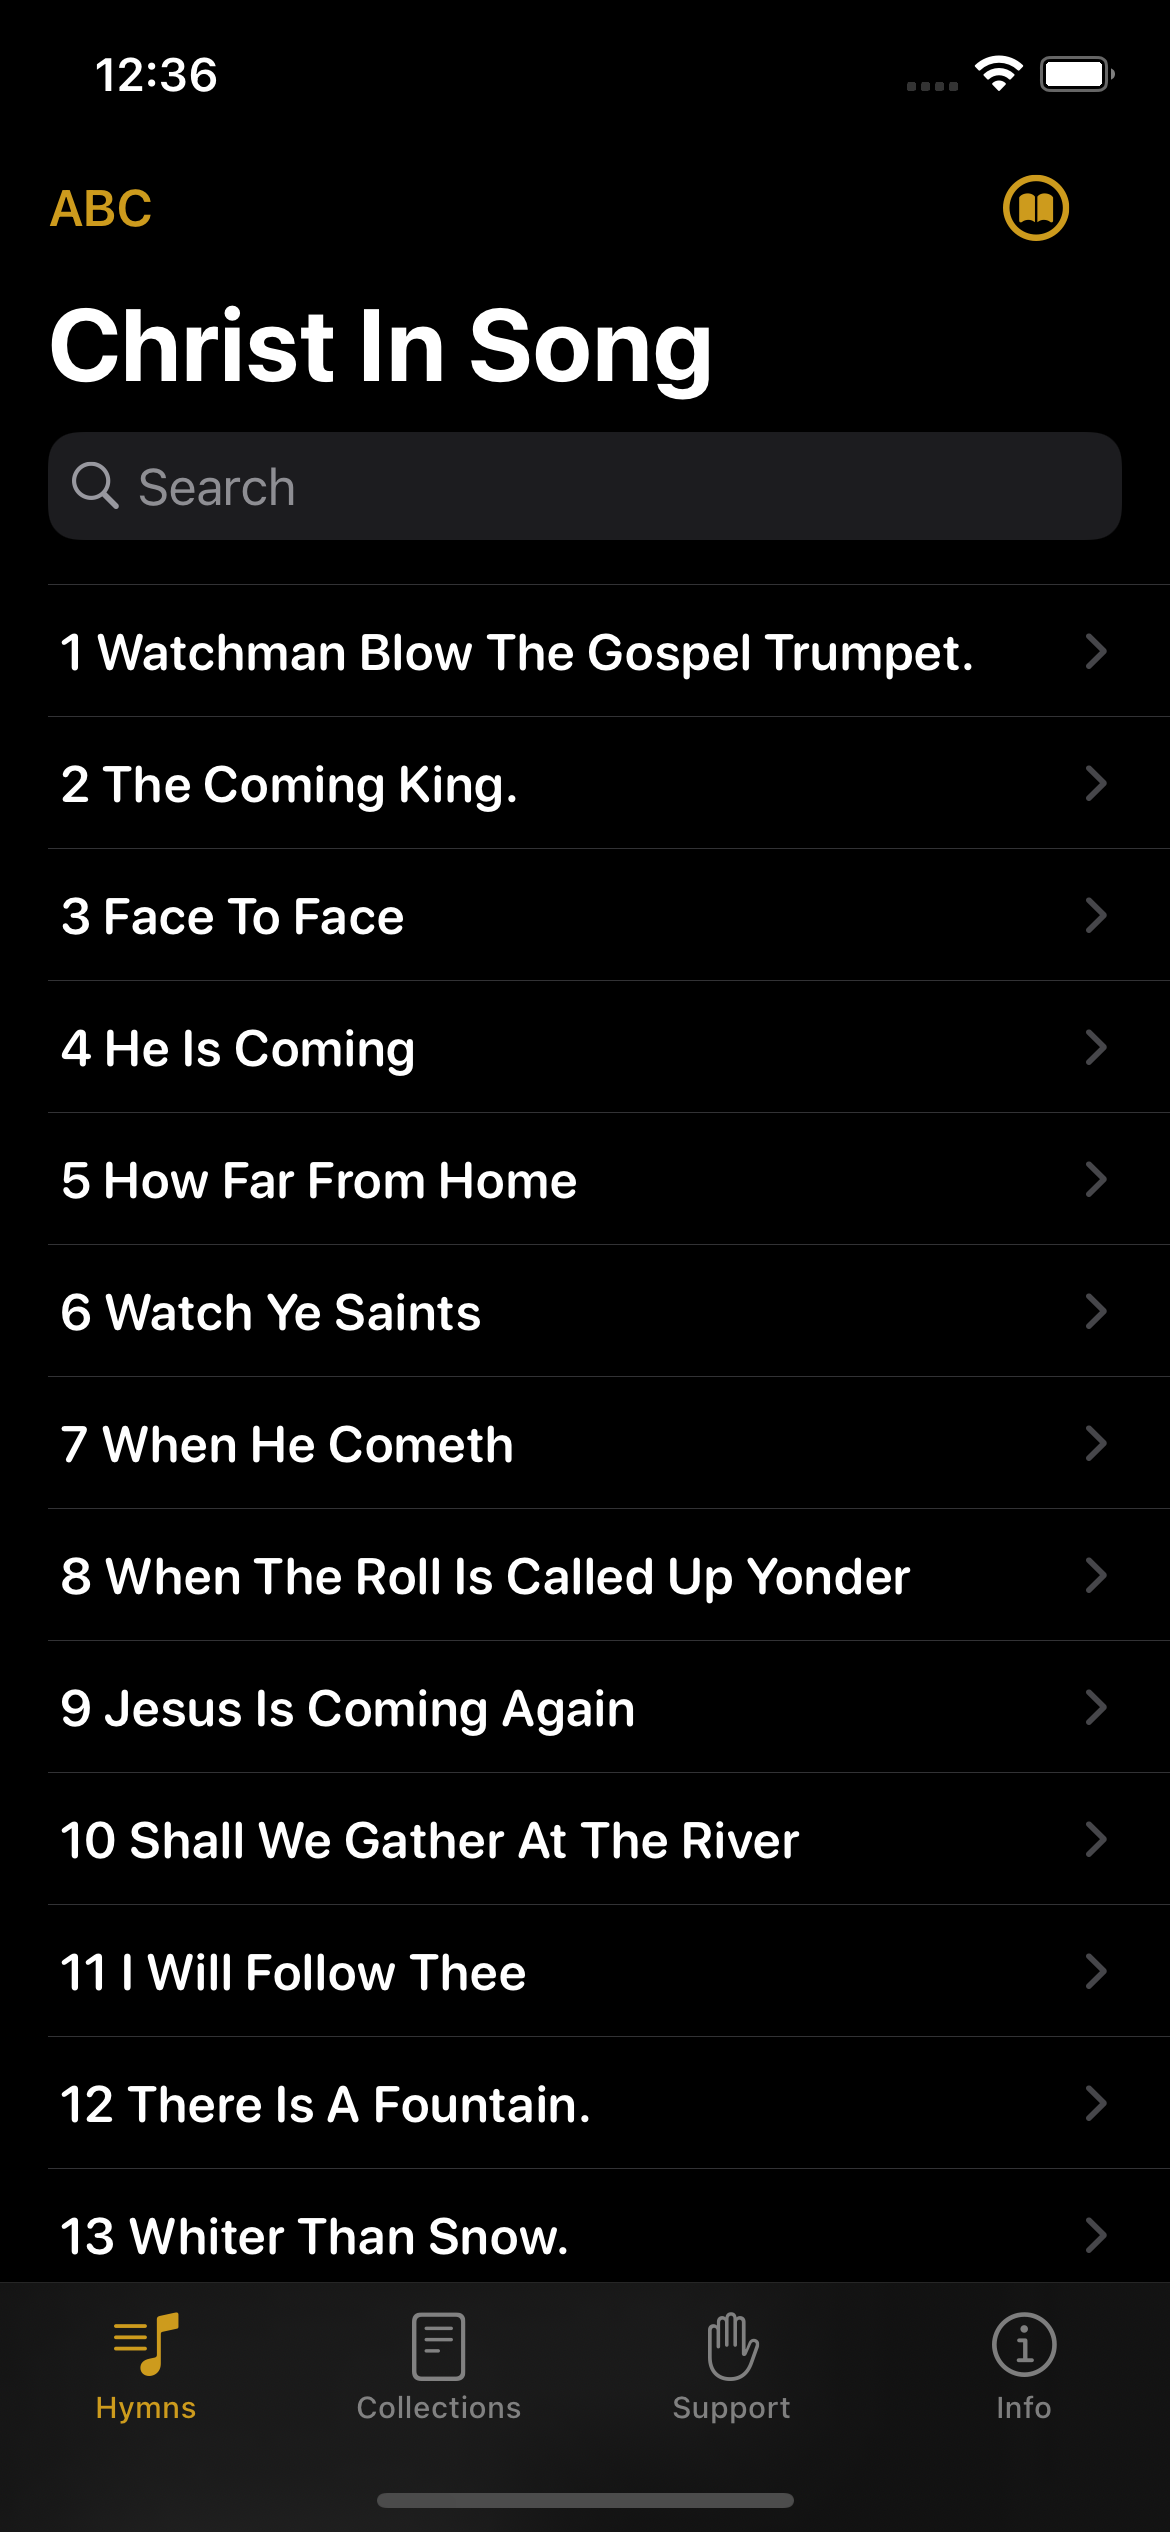 12:36
ABC
Christ In Song
Search
1 Watchman Blow The Gospel Trumpet.
2 The Coming King.
3 Face To Face
4 He Is Coming
5 How Far From Home
6 Watch Ye Saints
7 When He Cometh
8 When The Roll Is Called Up Yonder
9 Jesus Is Coming Again
10 Shall We Gather At The River
11 I Will Follow Thee
12 There Is A Fountain.
13 Whiter Than Snow.
Hymns
Collections
Support
Info